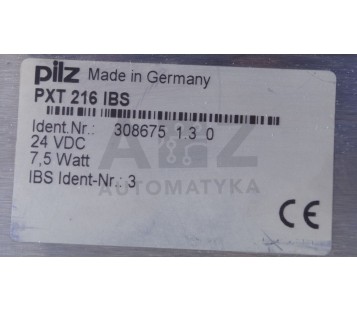 pilz Made in Germany
PXT 216 IBS
Ident.Nr.: 308675 1.3 0
24 VDC
7,5 Watt
IBS Ident-Nr.: 3
AUTOMATYKA
CE